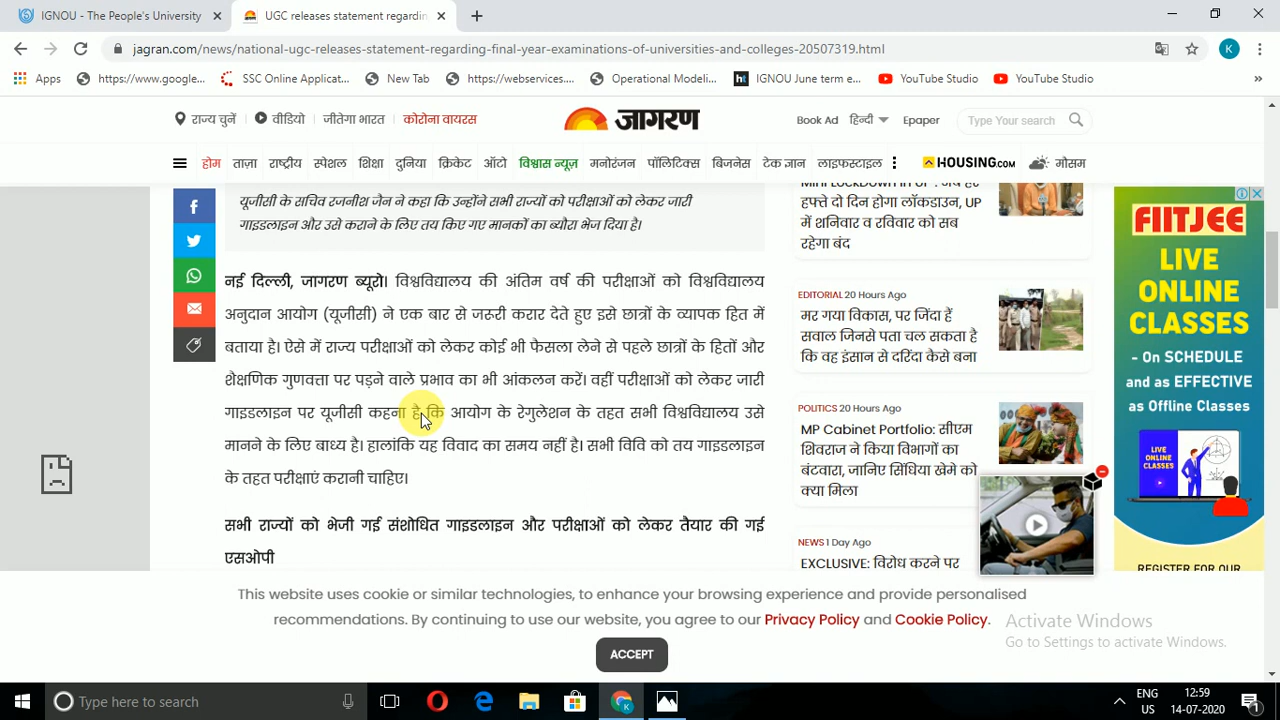 IGNOU - The People's University
UGC releases statement regardin
jagran.com/news/national-ugc-releases-statement-regarding-final-year-examinations-of-universities-and-colleges-20507319.html
K
Apps
https://www.google...
SSC Online Applicat...
New Tab
https://webservices....
Operational Modeli...
ht
IGNOU June term e...
YouTube Studio
YouTube Studio
»
राज्य चुनें
वीडियो
जीतेगा भारत
कोरोना वायरस
जागरण
Book Ad
हिन्दी
Epaper
Type Your search
होम
ताज़ा
राष्ट्रीय
स्पेशल
शिक्षा
दुनिया
क्रिकेट
ऑटो
विश्वास न्यूज़
मनोरंजन
पॉलिटिक्स
बिजनेस
टेक ज्ञान
लाइफस्टाइल
HOUSING.COM
मौसम
यूजीसी के सचिव रजनीश जैन ने कहा कि उन्होंने सभी राज्यों को परीक्षाओं को लेकर जारी
गाइडलाइन और उसे कराने के लिए तय किए गए मानकों का ब्यौरा भेज दिया है।
नई दिल्ली, जागरण ब्यूरो। विश्वविद्यालय की अंतिम वर्ष की परीक्षाओं को विश्वविद्यालय
अनुदान आयोग (यूजीसी) ने एक बार से जरूरी करार देते हुए इसे छात्रों के व्यापक हित में
बताया है। ऐसे में राज्य परीक्षाओं को लेकर कोई भी फैसला लेने से पहले छात्रों के हितों और
शैक्षणिक गुणवत्ता पर पड़ने वाले प्रभाव का भी आंकलन करें। वहीं परीक्षाओं को लेकर जारी
गाइडलाइन पर यूजीसी कहना है कि आयोग के रेगुलेशन के तहत सभी विश्वविद्यालय उसे
मानने के लिए बाध्य है। हालांकि यह विवाद का समय नहीं है। सभी विवि को तय गाइडलाइन
के तहत परीक्षाएं करानी चाहिए।
सभी राज्यों को भेजी गई संशोधित गाइडलाइन और परीक्षाओं को लेकर तैयार की गई
एसओपी
हफ्ते दो दिन होगा लॉकडाउन, UP
में शनिवार व रविवार को सब
रहेगा बंद
EDITORIAL 20 Hours Ago
मर गया विकास, पर जिंदा हैं
सवाल जिनसे पता चल सकता है
कि वह इंसान से दरिंदा कैसे बना
POLITICS 20 Hours Ago
MP Cabinet Portfolio: सीएम
शिवराज ने किया विभागों का
बंटवारा, जानिए सिंधिया खेमे को
क्या मिला
NEWS 1 Day Ago
EXCLUSIVE: विरोध करने पर
FIITJEE
LIVE
ONLINE
CLASSES
- On SCHEDULE
and as EFFECTIVE
as Offline Classes
LIVE
ONLINE
CLASSES
REGISTER FOR OUR
This website uses cookie or similar technologies, to enhance your browsing experience and provide personalised
recommendations. By continuing to use our website, you agree to our Privacy Policy and Cookie Policy.
ACCEPT
Activate Windows
Go to Settings to activate Windows.
Type here to search
ENG
US
12:59
14-07-2020
1